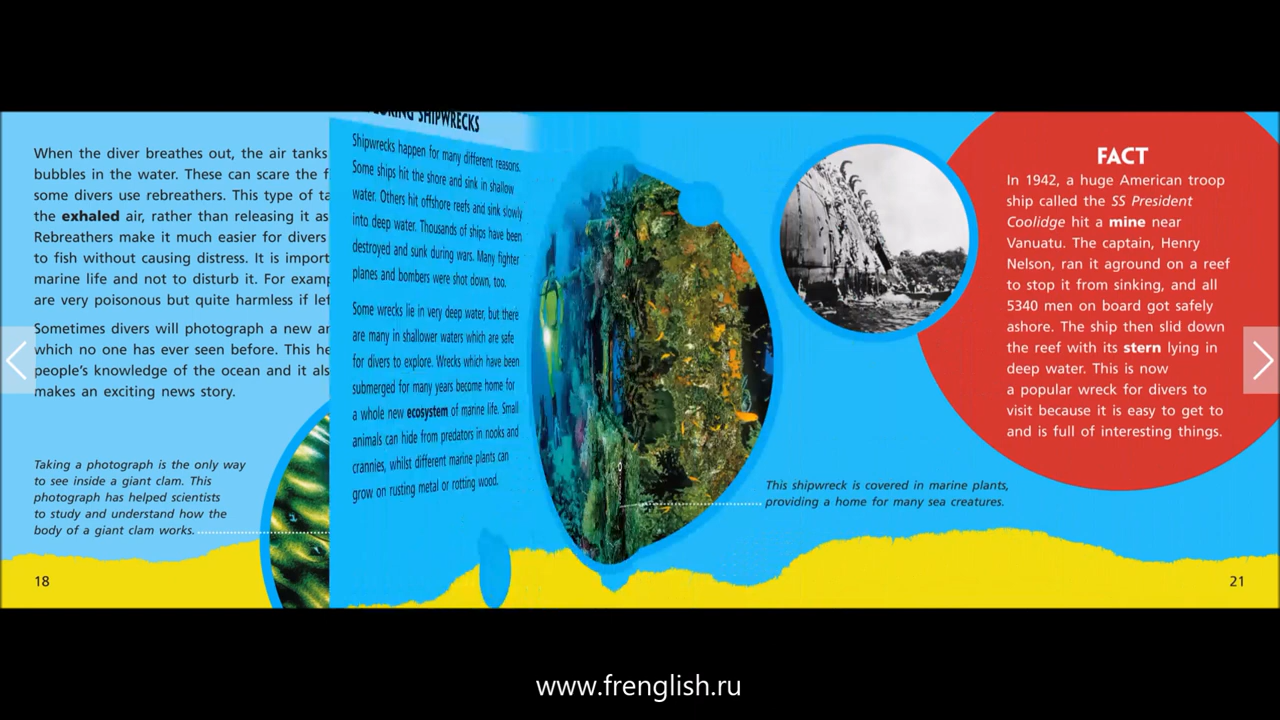 When the diver breathes out, the air tanks
bubbles in the water. These can scare the f
some divers use rebreathers. This type of ta
the exhaled air, rather than releasing it as
Rebreathers make it much easier for divers
to fish without causing distress. It is import
marine life and not to disturb it. For examp
are very poisonous but quite harmless if lef
Sometimes divers will photograph a new an
which no one has ever seen before. This he
people's knowledge of the ocean and it als
makes an exciting news story.
Taking a photograph is the only way
to see inside a giant clam. This
photograph has helped scientists
to study and understand how the
body of a giant clam works.
18
SHIPWRECKS
Shipwrecks happen for many different reasons.
Some ships hit the shore and sink in shallow
water. Others hit offshore reefs and sink slowly
into deep water. Thousands of ships have been
destroyed and sunk during wars. Many fighter
planes and bombers were shot down, too.
Some wrecks lie in very deep water, but there
are many in shallower waters which are safe
for divers to explore. Wrecks which have been
submerged for many years become home for
a whole new ecosystem of marine life. Small
animals can hide from predators in nooks and
crannies, whilst different marine plants can
grow on rusting metal or rotting wood.
This shipwreck is covered in marine plants,
providing a home for many sea creatures.
FACT
In 1942, a huge American troop
ship called the SS President
Coolidge hit a mine near
Vanuatu. The captain, Henry
Nelson, ran it aground on a reef
to stop it from sinking, and all
5340 men on board got safely
ashore. The ship then slid down
the reef with its stern lying in
deep water. This is now
a popular wreck for divers to
visit because it is easy to get to
and is full of interesting things.
21
www.frenglish.ru